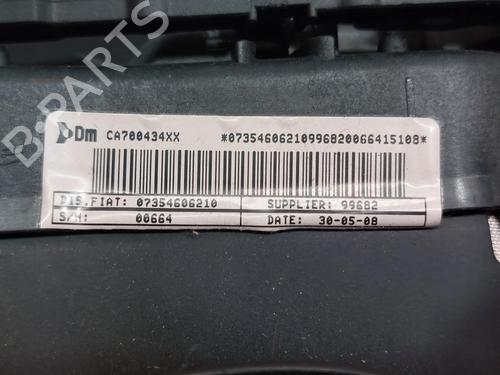 Dm CA700434XX *07354606210996820066415108*
DIS.FIAT: 07354606210 SUPPLIER: 99682
S/N: 00664 DATE: 30-05-08
B-PARTS